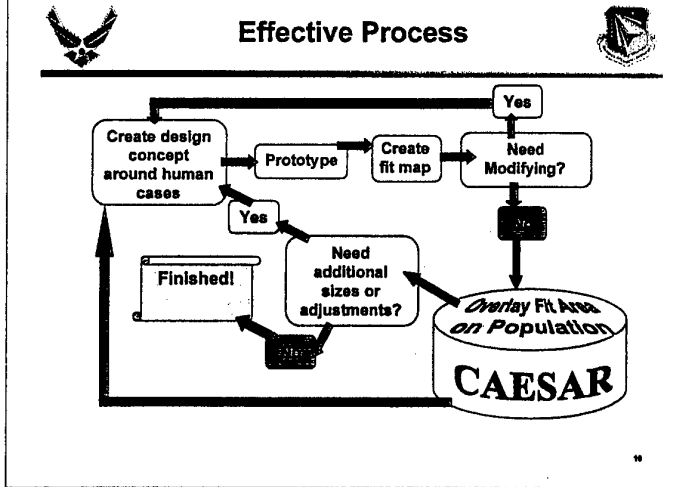 Effective Process
Yes
Create design
concept
around human
cases
Prototype
Create
fit map
Need
Modifying?
Yes
Need
additional
sizes or
adjustments?
Finished!
Overlay Fit Area
on Population
CAESAR